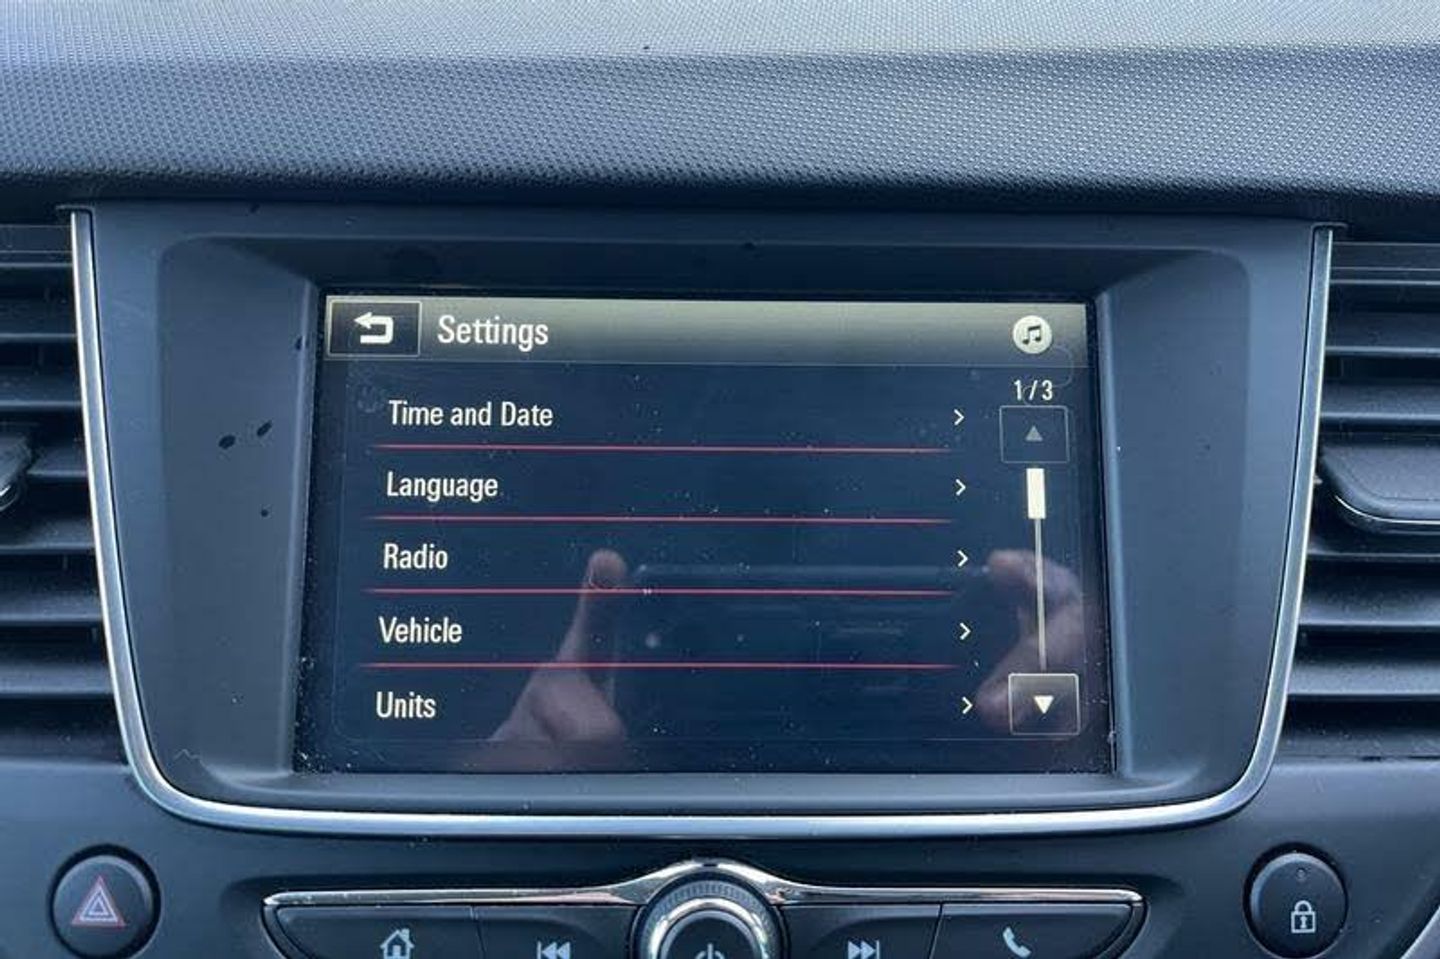 Settings
1/3
Time and Date
Language
Radio
Vehicle
Units